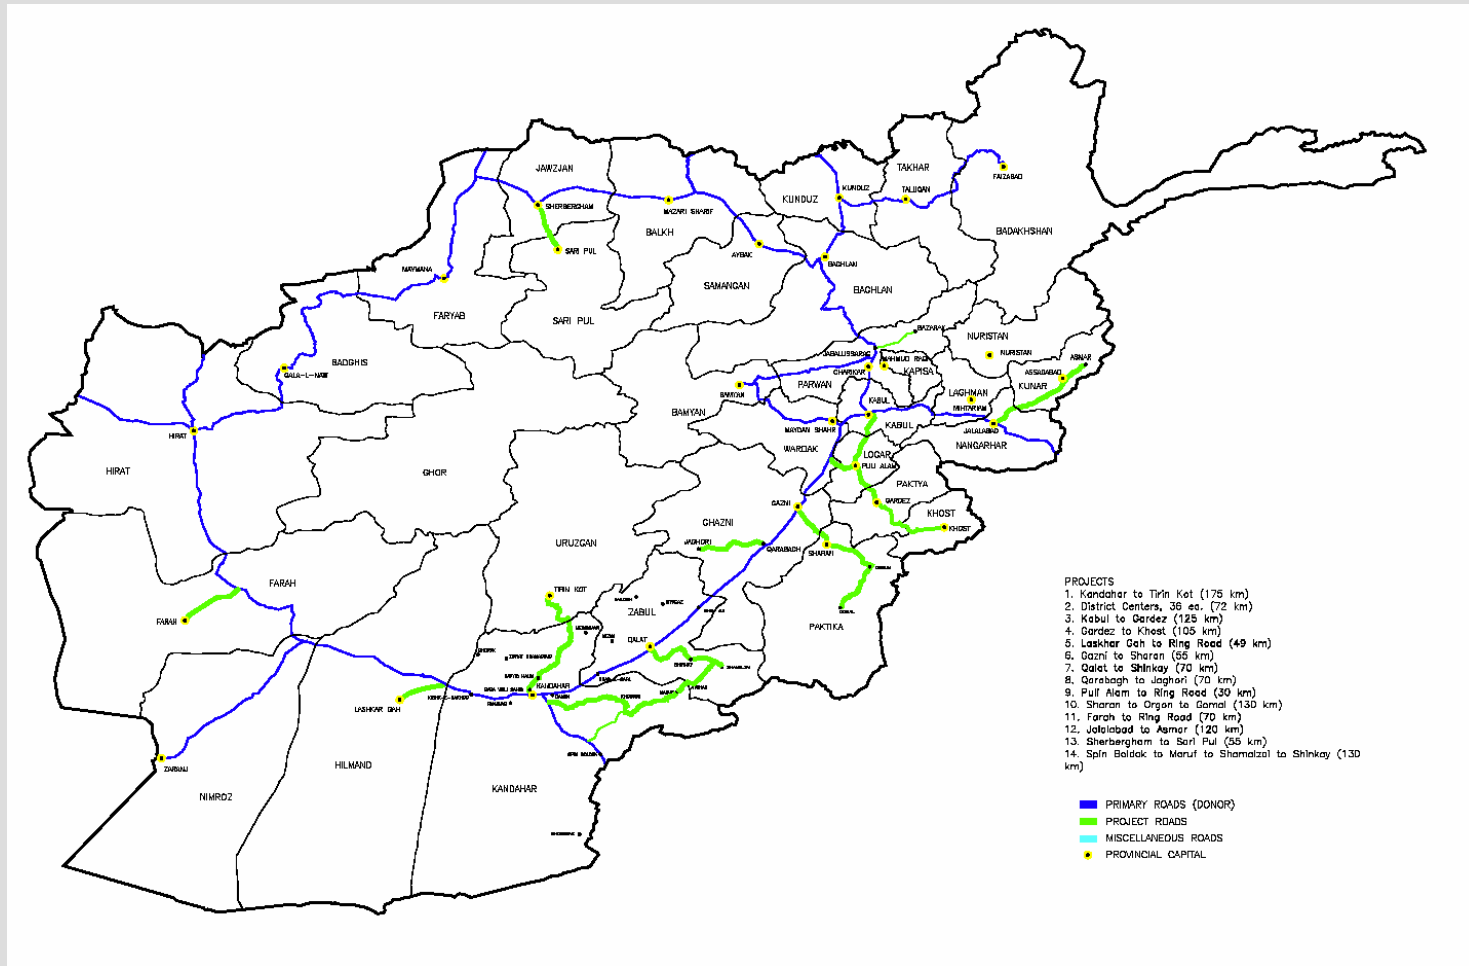 JAWZJAN
TAKHAR
FAIZABAD
KUNDUZ
TALUQAN
KUNDUZ
SHERBERGHAM
MAZARI SHARIF
BALKH
BADAKHSHAN
SARI PUL
AYBAK
BAGHLAN
MAYMANA
SAMANGAN
BAGHLAN
FARYAB
SARI PUL
BAZARAK
NURISTAN
JABALUSSARAG
NURISTAN
ASMAR
BADGHIS
MAHMUD RAQI
QALA-I-NAW
CHARIKAR
KAPISA
ASSADABAD
PARWAN
LAGHMAN
KUNAR
BAMYAN
KABUL
MIHTARLAM
BAMYAN
MAYDAN SHAHR
KABUL
JALALABAD
HIRAT
WARDAK
NANGARHAR
LOGAR
HIRAT
GHOR
PULI ALAM
PAKTYA
GAZNI
GARDEZ
KHOST
GHAZNI
KHOST
URUZGAN
JAGHORI
QARABAGH
SHARAN
FARAH
TIRIN KOT
ZABUL
FARAH
PAKTIKA
QALAT
KANDAHAR
LASHKAR GAH
ZARANJ
HILMAND
NIMROZ
KANDAHAR
PROJECTS
1. Kandahar to Tirin Kot (175 km)
2. District Centers, 36 ea. (72 km)
3. Kabul to Gardez (125 km)
4. Gardez to Khost (105 km)
5. Laskhar Gah to Ring Road (49 km)
6. Gazni to Sharan (55 km)
7. Qalat to Shinkay (70 km)
8. Qarabagh to Jaghori (70 km)
9. Pulf Alam to Ring Road (30 km)
10. Sharan to Orgon to Gomal (130 km)
11. Farah to Ring Road (70 km)
12. Jalalabad to Asmar (120 km)
13. Sherbergham to Sari Pul (55 km)
14. Spin Boldak to Maruf to Shamalzai to Shinkay (130
km)
PRIMARY ROADS (DONOR)
PROJECT ROADS
MISCELLANEOUS ROADS
PROVINCIAL CAPITAL